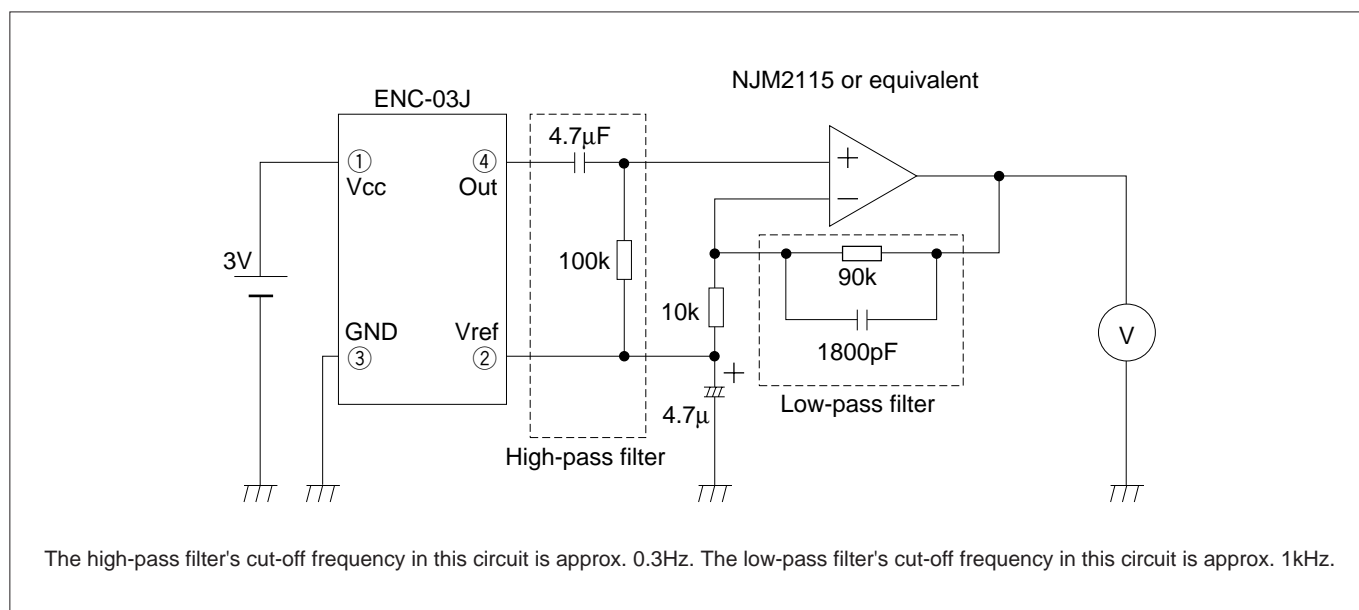 NJM2115 or equivalent
ENC-03J
4.7μF
① Vcc
④ Out
+
−
3V
100k
10k
90k
1800pF
GND ③
Vref ②
+
4.7μ
V
Low-pass filter
High-pass filter
The high-pass filter's cut-off frequency in this circuit is approx. 0.3Hz. The low-pass filter's cut-off frequency in this circuit is approx. 1kHz.